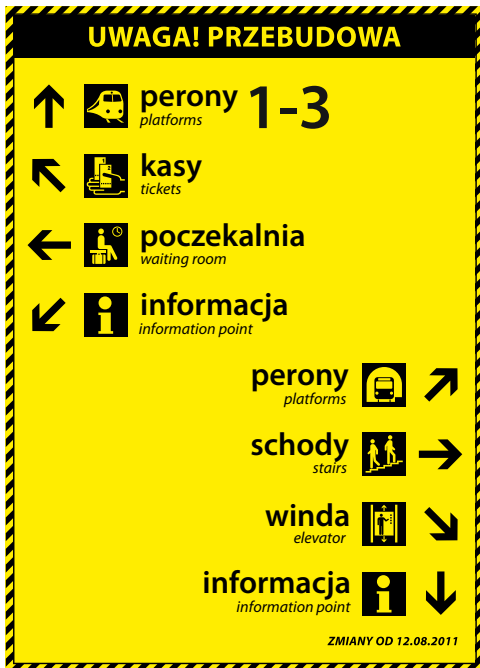 UWAGA! PRZEBUDOWA
perony 1-3
platforms
kasy
tickets
poczekalnia
waiting room
informacja
information point
perony
platforms
schody
stairs
winda
elevator
informacja
information point
ZMIANY OD 12.08.2011